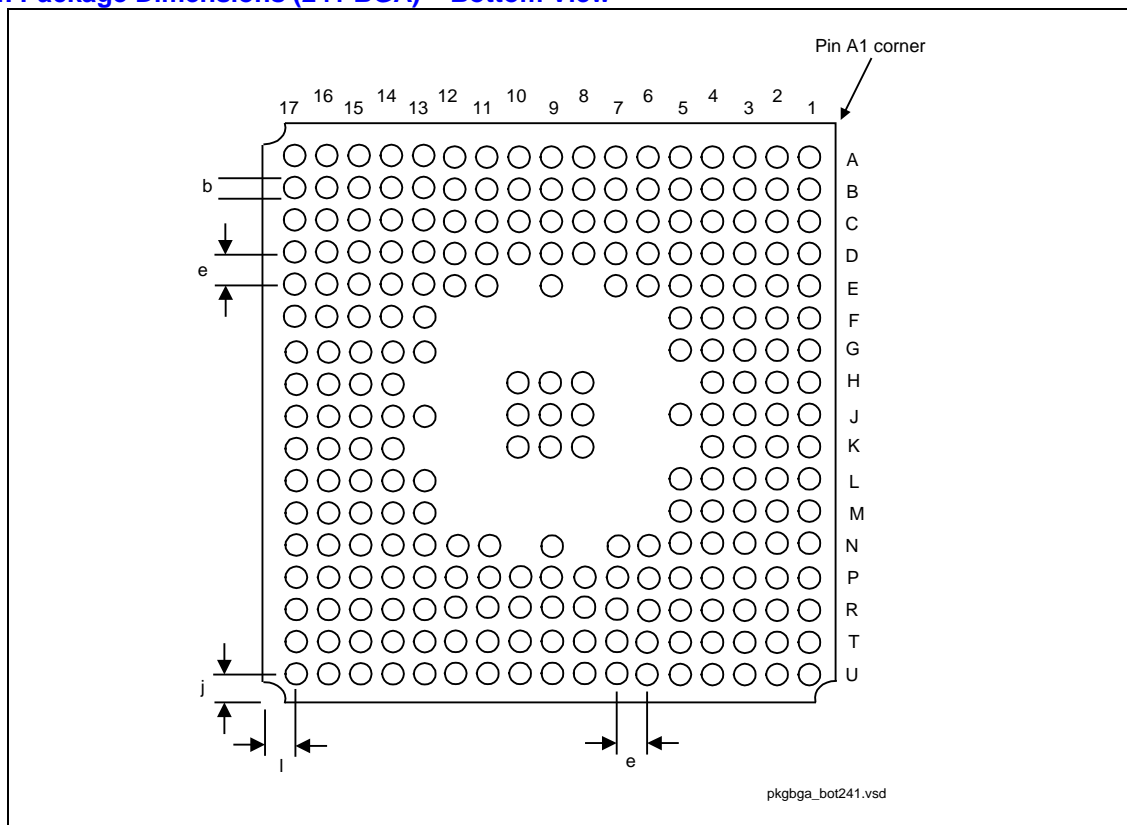 Package Dimensions (241-BGA) – Bottom View
Pin A1 corner
17 16 15 14 13 12 11 10 9 8 7 6 5 4 3 2 1
A
b
B
C
D
e
E
F
G
H
J
K
L
M
N
P
R
T
U
j
l
e
pkgbga_bot241.vsd